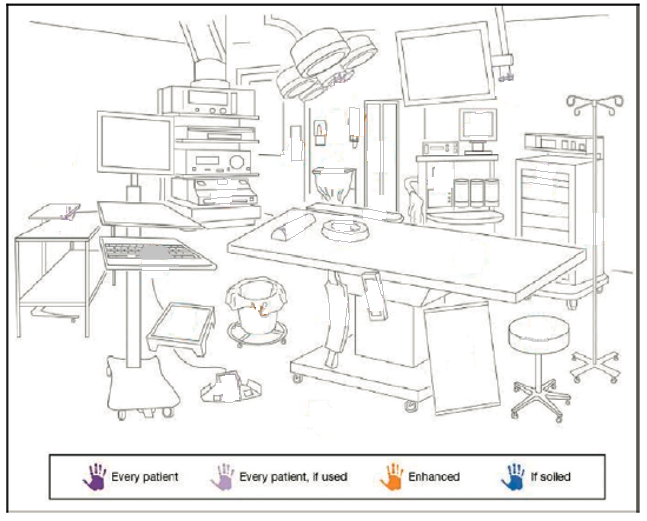 Every patient
Every patient, if used
Enhanced
If soiled